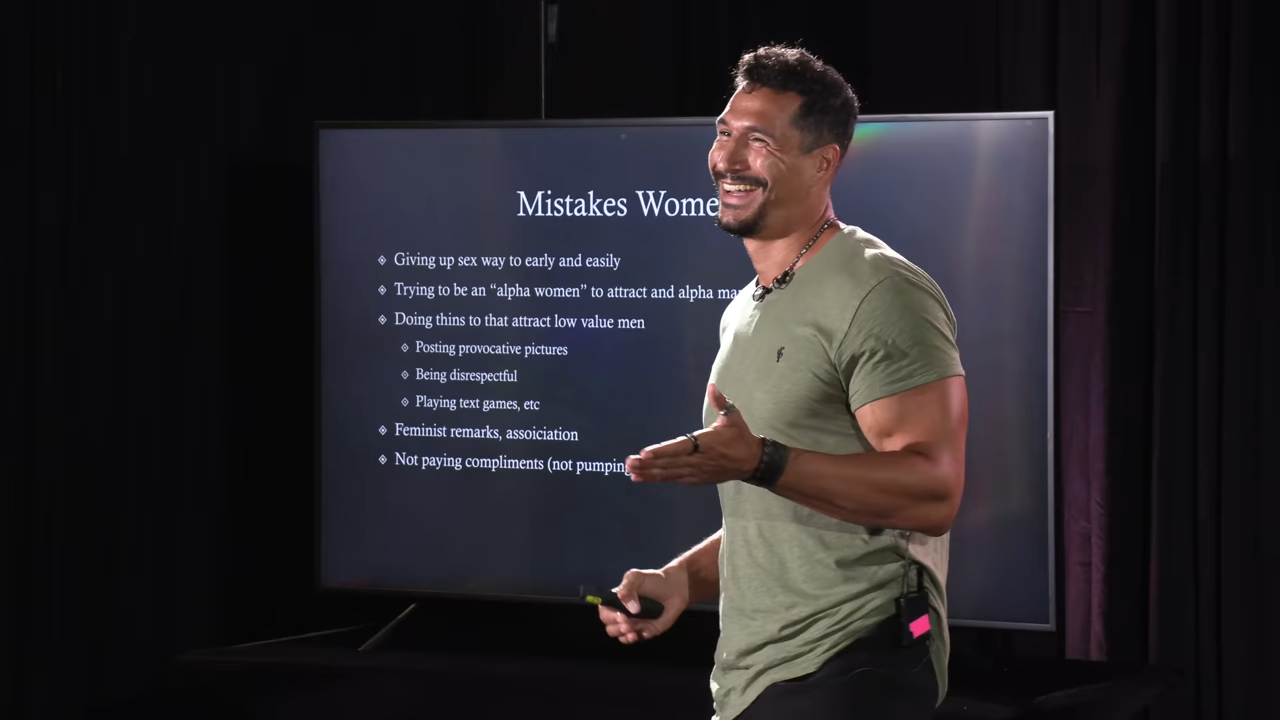 Mistakes Wome
Giving up sex way to early and easily
Trying to be an “alpha women” to attract and alpha ma
Doing thins to that attract low value men
Posting provocative pictures
Being disrespectful
Playing text games, etc
Feminist remarks, assoiciation
Not paying compliments (not pumping